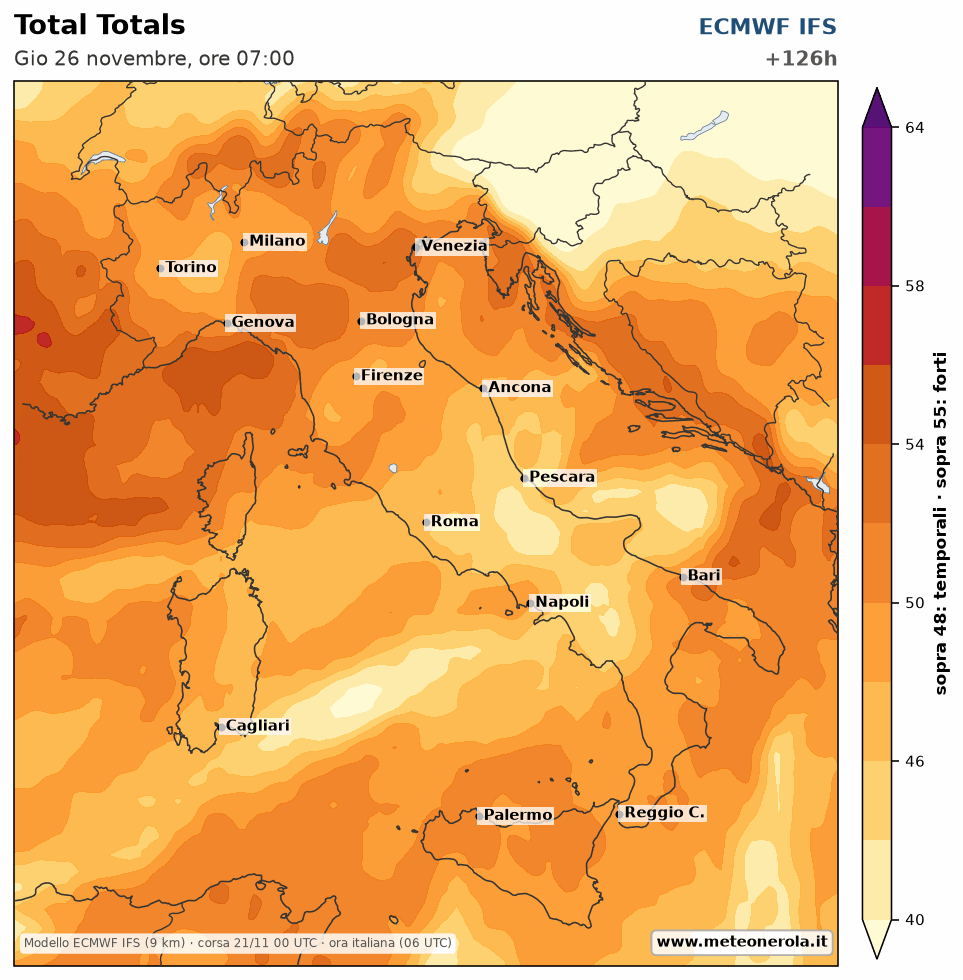 Total Totals
ECMWF IFS
Gio 26 novembre, ore 07:00
+126h
Milano
Venezia
Torino
Genova
Bologna
Firenze
Ancona
Pescara
Roma
Bari
Napoli
Cagliari
Palermo
Reggio C.
64
58
54
50
46
40
sopra 48: temporali · sopra 55: forti
Modello ECMWF IFS (9 km) · corsa 21/11 00 UTC · ora italiana (06 UTC)
www.meteonerola.it